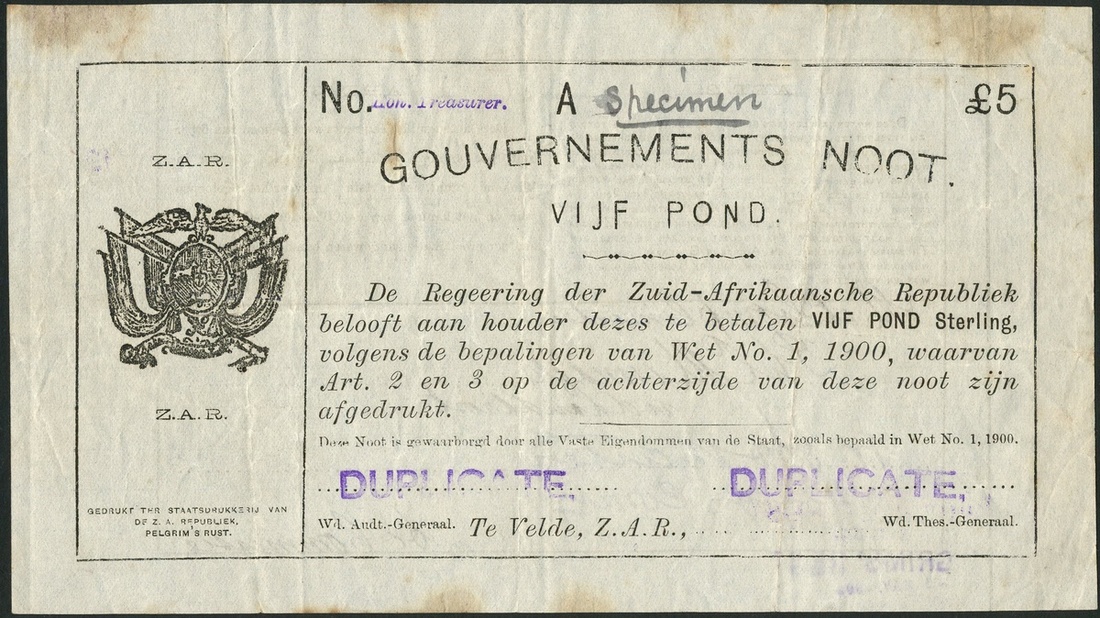 No. Hon. Treasurer. A Specimen £5
GOUVERNEMENTS NOOT.
VIJF POND.
Z.A.R.
Z.A.R.
De Regeering der Zuid-Afrikaansche Republiek
belooft aan houder dezes te betalen VIJF POND Sterling,
volgens de bepalingen van Wet No. 1, 1900, waarvan
Art. 2 en 3 op de achterzijde van deze noot zijn
afgedrukt.
Deze Noot is gewaarborgd door alle Vaste Eigendommen van de Staat, zooals bepaald in Wet No. 1, 1900.
DUPLICATE. DUPLICATE.
Wd. Audt.-Generaal. Te Velde, Z.A.R., Wd. Thes.-Generaal.
GEDRUKT TER STAATSDRUKKERIJ VAN
DE Z. A. REPUBLIEK,
PELGRIM'S RUST.